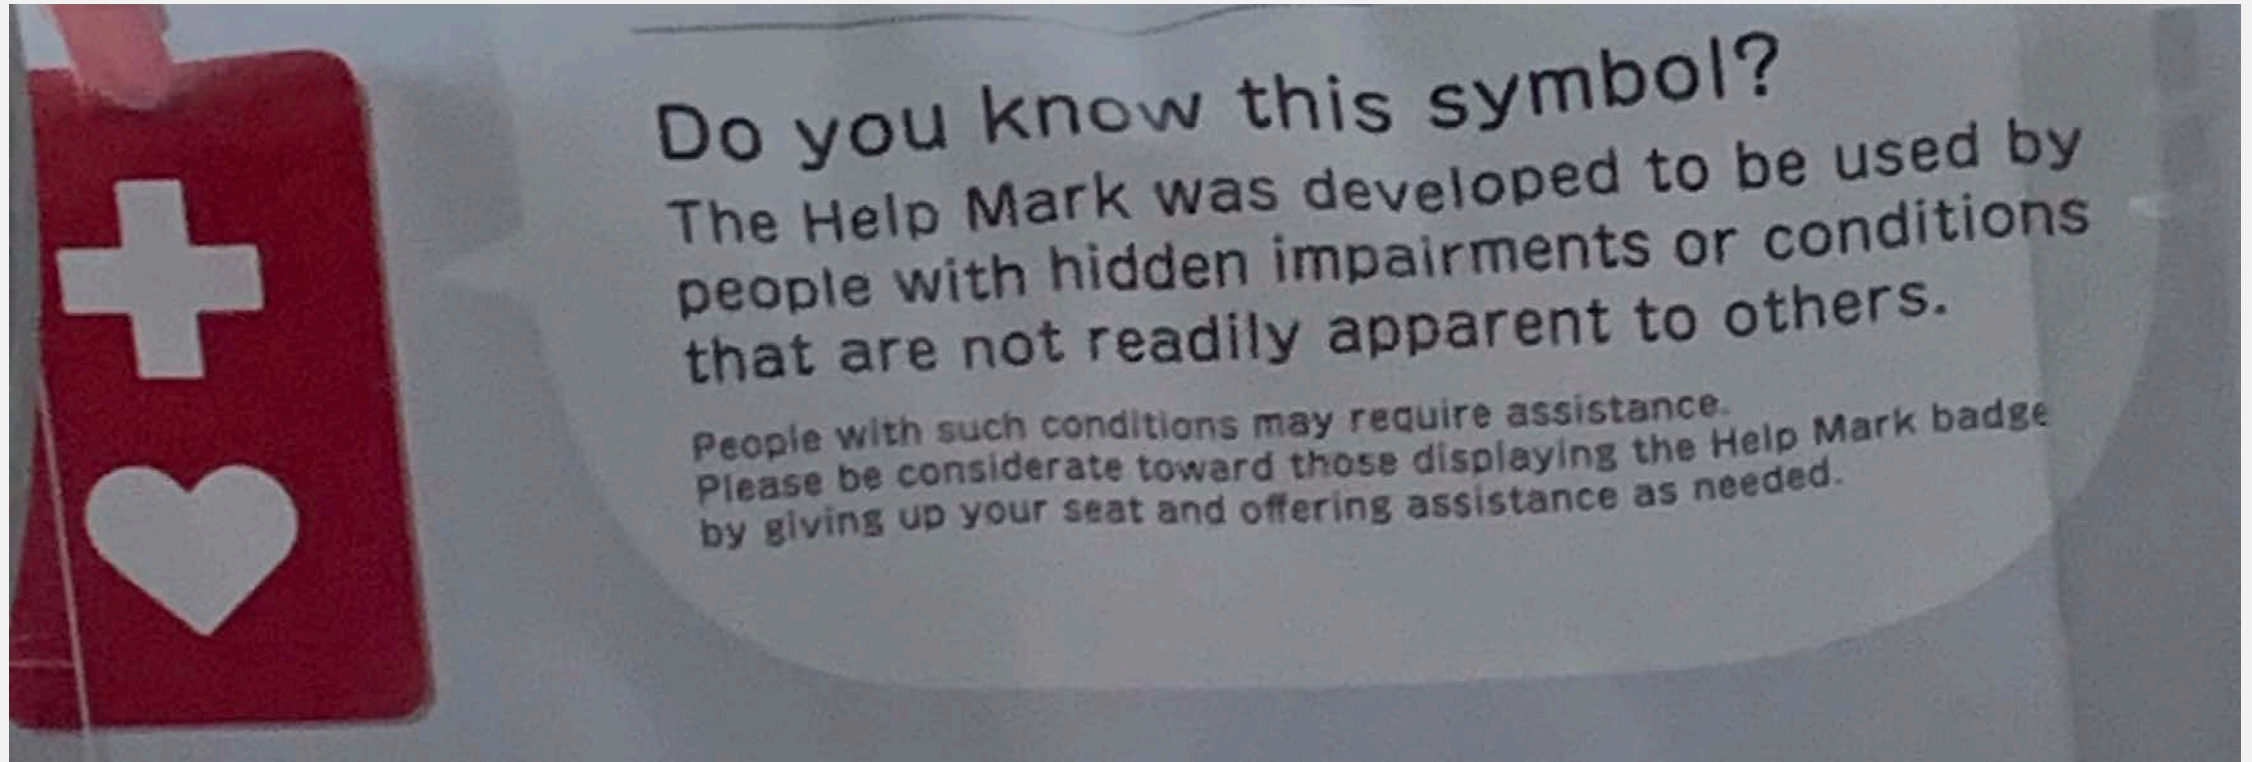 Do you know this symbol?
The Help Mark was developed to be used by
people with hidden impairments or conditions
that are not readily apparent to others.
People with such conditions may require assistance.
Please be considerate toward those displaying the Help Mark badge
by giving up your seat and offering assistance as needed.